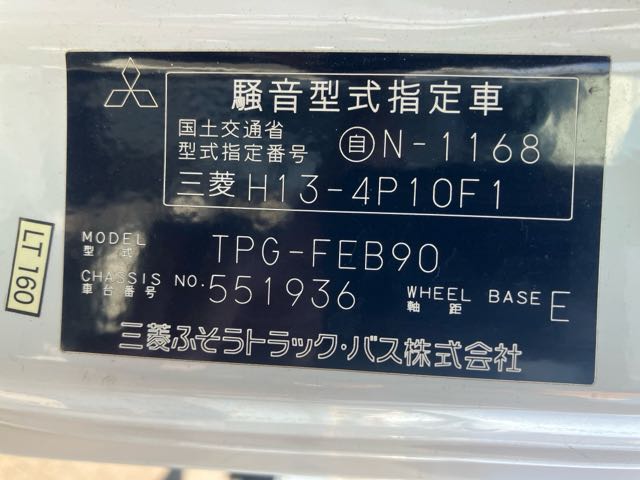 騒音型式指定車
国土交通省
型式指定番号 自N-1168
三菱 H13-4P10F1
MODEL
型式 TPG-FEB90
CHASSIS NO.
車台番号 551936
WHEEL BASE
軸距 E
三菱ふそうトラック・バス株式会社
LT160